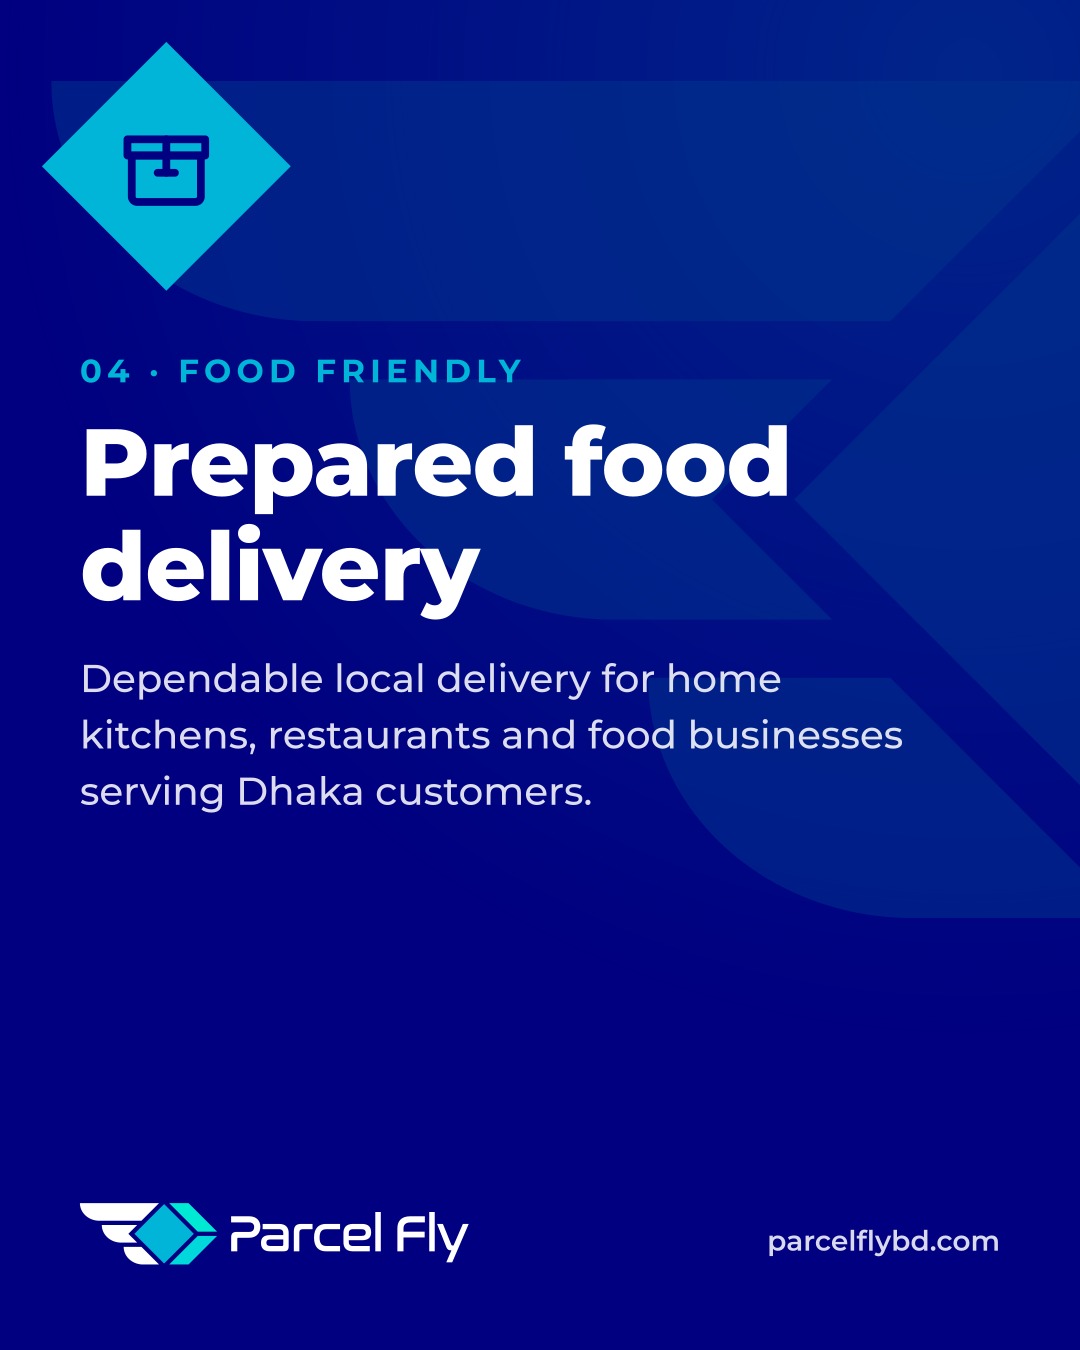 04 · FOOD FRIENDLY
Prepared food
delivery
Dependable local delivery for home
kitchens, restaurants and food businesses
serving Dhaka customers.
Parcel Fly
parcelflybd.com